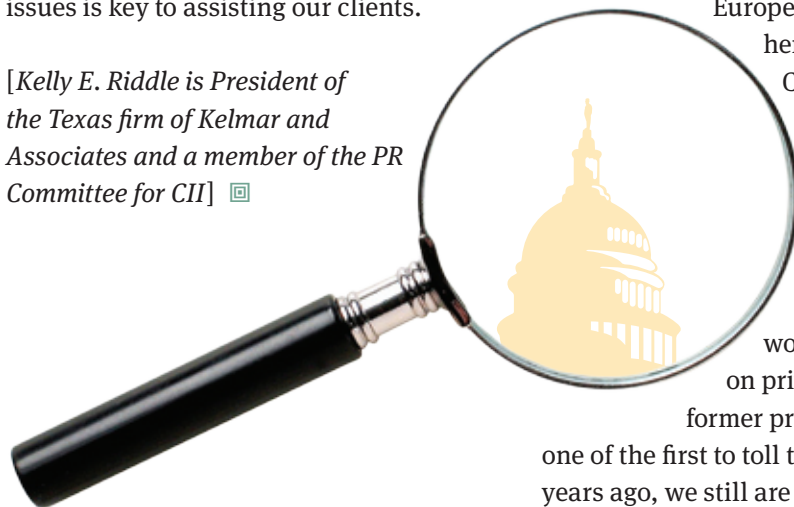 issues is key to assisting our clients.
[Kelly E. Riddle is President of
the Texas firm of Kelmar and
Associates and a member of the PR
Committee for CII]
Europe
her
wo
on pri
former pr
one of the first to toll t
years ago, we still are